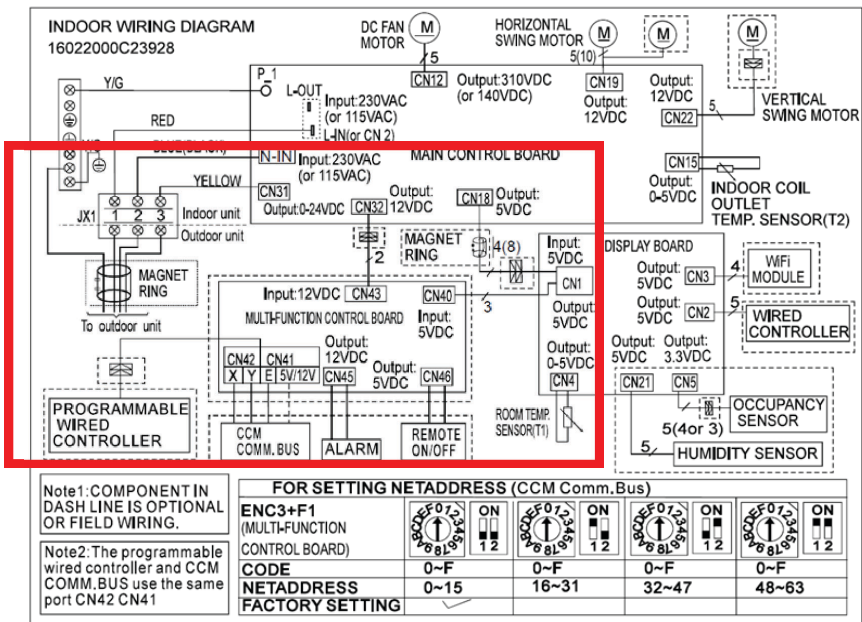 INDOOR WIRING DIAGRAM
16022000C23928
DC FAN
MOTOR
M
5
HORIZONTAL
SWING MOTOR
M
M
5(10)
M
VERTICAL
SWING MOTOR
5
Y/G
P_1
L-OUT
Input:230VAC
(or 115VAC)
L-IN(or CN 2)
CN12
Output:310VDC
(or 140VDC)
CN19
Output:
12VDC
Output:
12VDC
CN22
RED
BLUE(BLACK)
N-IN
Input:230VAC
(or 115VAC)
MAIN CONTROL BOARD
CN15
Output:
0-5VDC
INDOOR COIL
OUTLET
TEMP. SENSOR(T2)
YELLOW
CN31
Output:0-24VDC
CN32
Output:
12VDC
CN18
Output:
5VDC
JX1
1 2 3
Indoor unit
Outdoor unit
MAGNET
RING
To outdoor unit
2
MAGNET
RING
4(8)
3
Input:
5VDC
CN1
Output:
5VDC
DISPLAY BOARD
Output:
5VDC
CN3
4
WiFi
MODULE
Output:
5VDC
CN2
5
WIRED
CONTROLLER
Input:12VDC
CN43
CN40
MULTI-FUNCTION CONTROL BOARD
Input:
5VDC
CN42
CN41
X Y E 5V/12V
Output:
12VDC
CN45
Output:
5VDC
CN46
Output:
0-5VDC
CN4
Output:
5VDC
CN21
Output:
3.3VDC
CN5
ROOM TEMP.
SENSOR(T1)
5(4or 3)
OCCUPANCY
SENSOR
5
HUMIDITY SENSOR
PROGRAMMABLE
WIRED
CONTROLLER
CCM
COMM.BUS
ALARM
REMOTE
ON/OFF
Note1:COMPONENT IN
DASH LINE IS OPTIONAL
OR FIELD WIRING.
Note2:The programmable
wired controller and CCM
COMM.BUS use the same
port CN42 CN41
FOR SETTING NETADDRESS (CCM Comm.Bus)
ENC3+F1
(MULTI-FUNCTION
CONTROL BOARD)
ON
1 2
ON
1 2
ON
1 2
ON
1 2
CODE 0~F 0~F 0~F 0~F
NETADDRESS 0~15 16~31 32~47 48~63
FACTORY SETTING